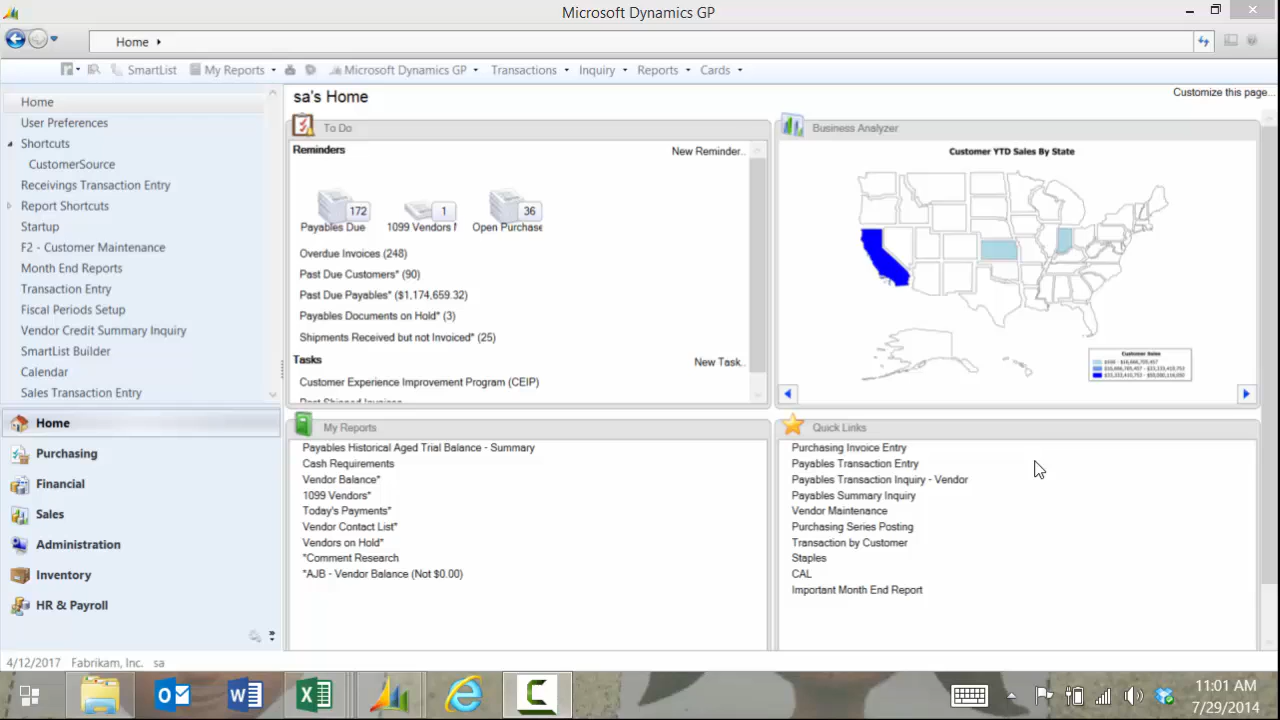 Microsoft Dynamics GP
Home
SmartList
My Reports
Microsoft Dynamics GP
Transactions
Inquiry
Reports
Cards
Home
User Preferences
Shortcuts
CustomerSource
Receivings Transaction Entry
Report Shortcuts
Startup
F2 - Customer Maintenance
Month End Reports
Transaction Entry
Fiscal Periods Setup
Vendor Credit Summary Inquiry
SmartList Builder
Calendar
Sales Transaction Entry
Home
Purchasing
Financial
Sales
Administration
Inventory
HR & Payroll
sa's Home
Customize this page...
To Do
Reminders
New Reminder..
172
1
36
Payables Due
1099 Vendors
Open Purchase
Overdue Invoices (248)
Past Due Customers* (90)
Past Due Payables* ($1,174,659.32)
Payables Documents on Hold* (3)
Shipments Received but not Invoiced* (25)
Tasks
New Task..
Customer Experience Improvement Program (CEIP)
Past Shipped Invoices
Business Analyzer
Customer YTD Sales By State
Customer Sales
My Reports
Payables Historical Aged Trial Balance - Summary
Cash Requirements
Vendor Balance*
1099 Vendors*
Today's Payments*
Vendor Contact List*
Vendors on Hold*
*Comment Research
*AJB - Vendor Balance (Not $0.00)
Quick Links
Purchasing Invoice Entry
Payables Transaction Entry
Payables Transaction Inquiry - Vendor
Payables Summary Inquiry
Vendor Maintenance
Purchasing Series Posting
Transaction by Customer
Staples
CAL
Important Month End Report
4/12/2017 Fabrikam, Inc. sa
11:01 AM
7/29/2014